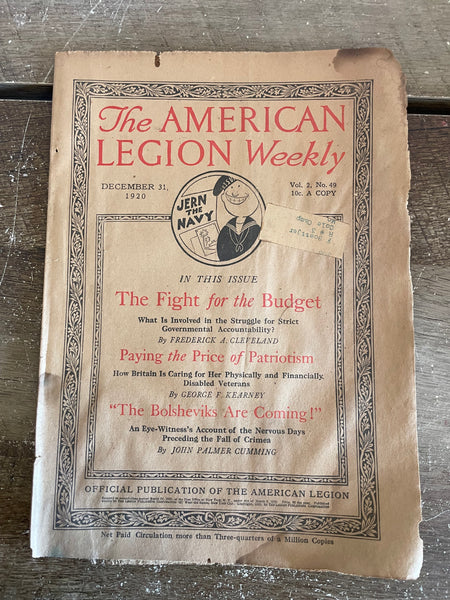 The AMERICAN
LEGION Weekly
DECEMBER 31,
1920
Vol. 2, No. 49
10c. A COPY
JERN
THE
NAVY
IN THIS ISSUE
The Fight for the Budget
What Is Involved in the Struggle for Strict
Governmental Accountability?
By FREDERICK A. CLEVELAND
Paying the Price of Patriotism
How Britain Is Caring for Her Physically and Financially
Disabled Veterans
By GEORGE F. KEARNEY
"The Bolsheviks Are Coming!"
An Eye-Witness's Account of the Nervous Days
Preceding the Fall of Crimea
By JOHN PALMER CUMMING
OFFICIAL PUBLICATION OF THE AMERICAN LEGION
Net Paid Circulation more than Three-quarters of a Million Copies